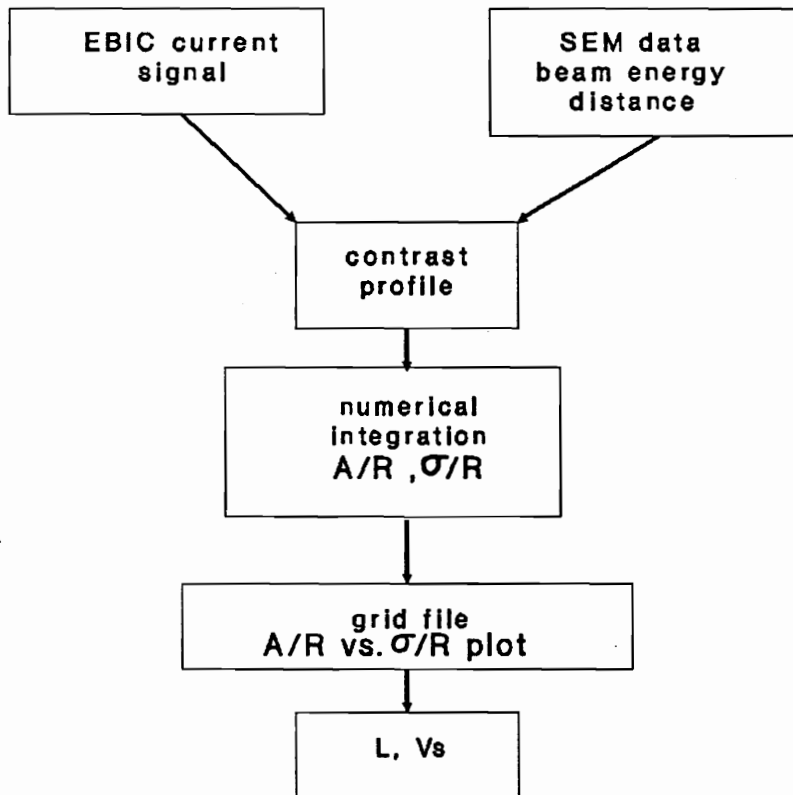 EBIC current
signal
SEM data
beam energy
distance
contrast
profile
numerical
integration
A/R ,σ/R
grid file
A/R vs.σ/R plot
L, Vs